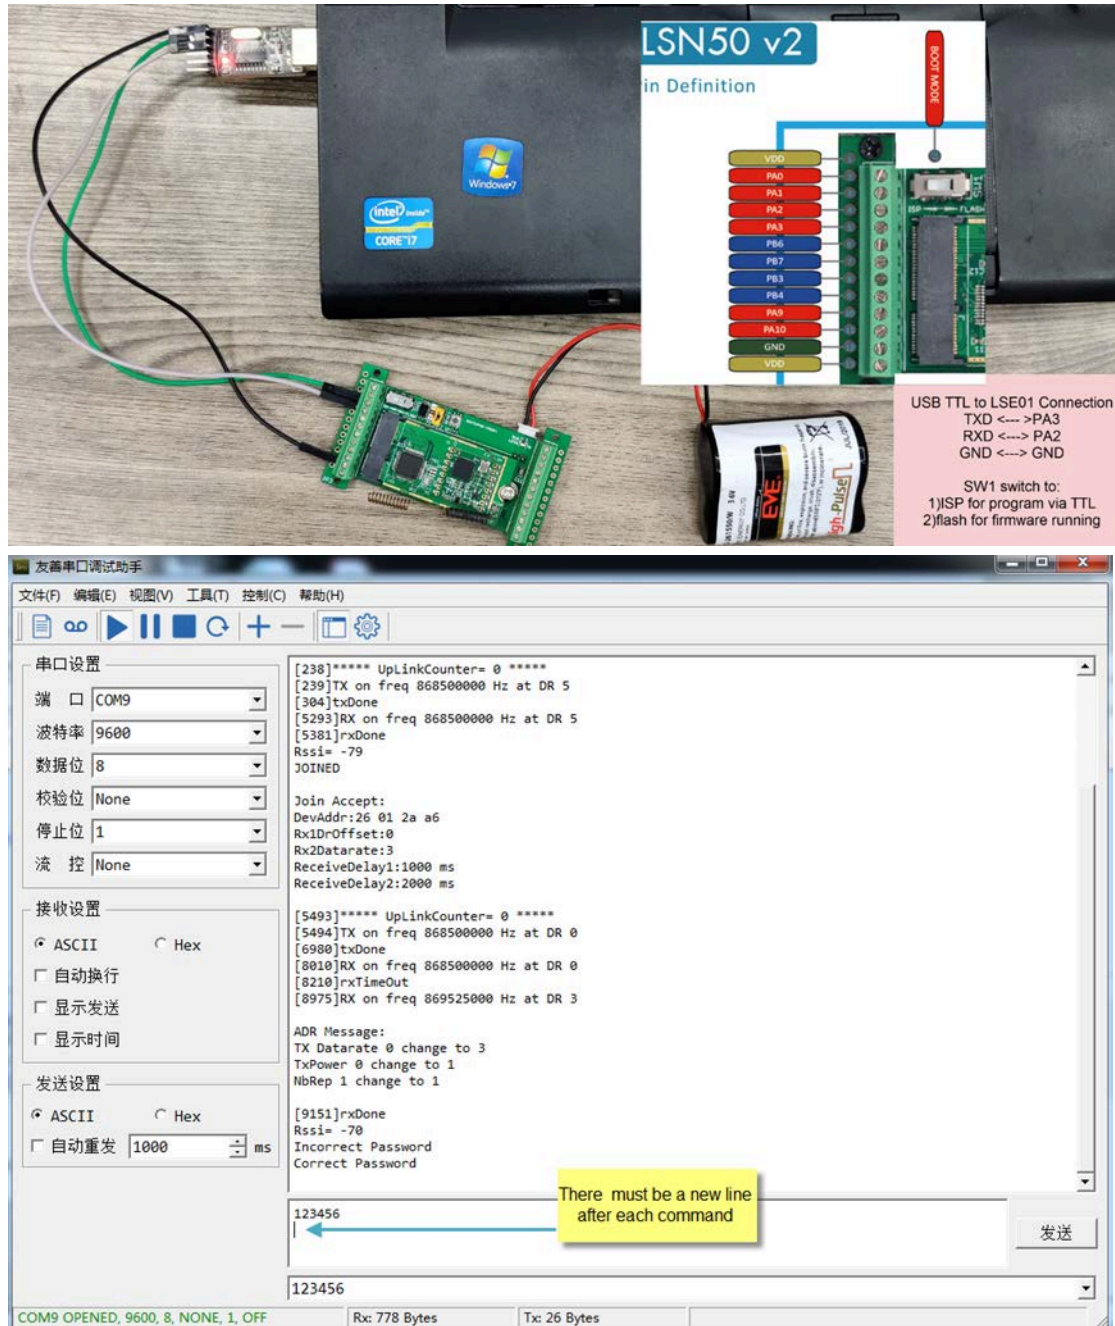 LSN50 v2
in Definition
BOOT MODE
VDD
PA0
PA1
PA2
PA3
PB6
PB7
PB3
PB4
PA9
PA10
GND
VDD
SW1
ISP
FLASH
Windows 7
intel inside
CORE i7
EVE
3.6V
JUL/2019
USB TTL to LSE01 Connection
TXD <--- >PA3
RXD <---> PA2
GND <---> GND
SW1 switch to:
1)ISP for program via TTL
2)flash for firmware running
友善串口调试助手
文件(F) 编辑(E) 视图(V) 工具(T) 控制(C) 帮助(H)
串口设置
端 口 COM9
波特率 9600
数据位 8
校验位 None
停止位 1
流 控 None
接收设置
ASCII Hex
自动换行
显示发送
显示时间
发送设置
ASCII Hex
自动重发 1000 ms
[238]***** UpLinkCounter= 0 *****
[239]TX on freq 868500000 Hz at DR 5
[304]txDone
[5293]RX on freq 868500000 Hz at DR 5
[5381]rxDone
Rssi= -79
JOINED
Join Accept:
DevAddr:26 01 2a a6
Rx1DrOffset:0
Rx2Datarate:3
ReceiveDelay1:1000 ms
ReceiveDelay2:2000 ms
[5493]***** UpLinkCounter= 0 *****
[5494]TX on freq 868500000 Hz at DR 0
[6980]txDone
[8010]RX on freq 868500000 Hz at DR 0
[8210]rxTimeOut
[8975]RX on freq 869525000 Hz at DR 3
ADR Message:
TX Datarate 0 change to 3
TxPower 0 change to 1
NbRep 1 change to 1
[9151]rxDone
Rssi= -70
Incorrect Password
Correct Password
There must be a new line
after each command
123456
发送
123456
COM9 OPENED, 9600, 8, NONE, 1, OFF Rx: 778 Bytes Tx: 26 Bytes